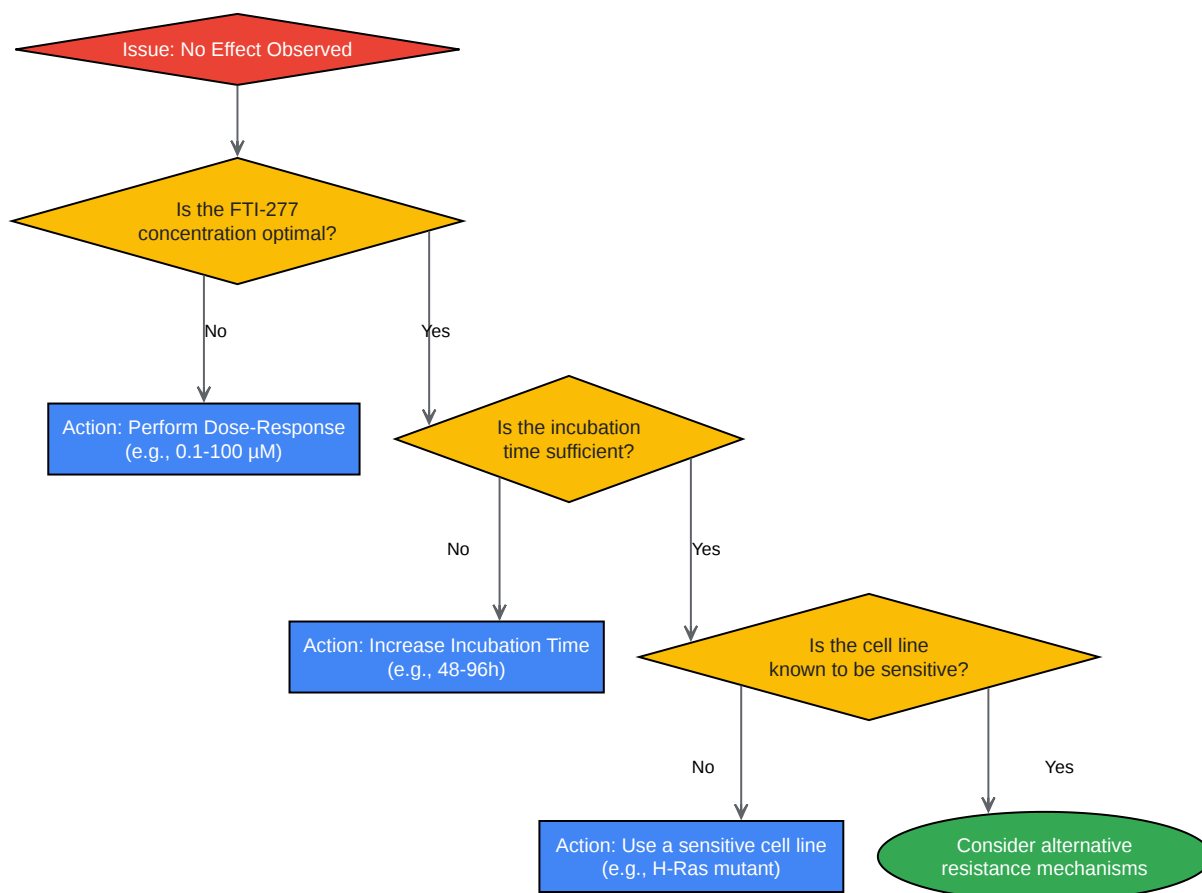 Issue: No Effect Observed
Is the FTI-277
concentration optimal?
No
Yes
Action: Perform Dose-Response
(e.g., 0.1-100 µM)
Is the incubation
time sufficient?
No
Yes
Action: Increase Incubation Time
(e.g., 48-96h)
Is the cell line
known to be sensitive?
No
Yes
Action: Use a sensitive cell line
(e.g., H-Ras mutant)
Consider alternative
resistance mechanisms